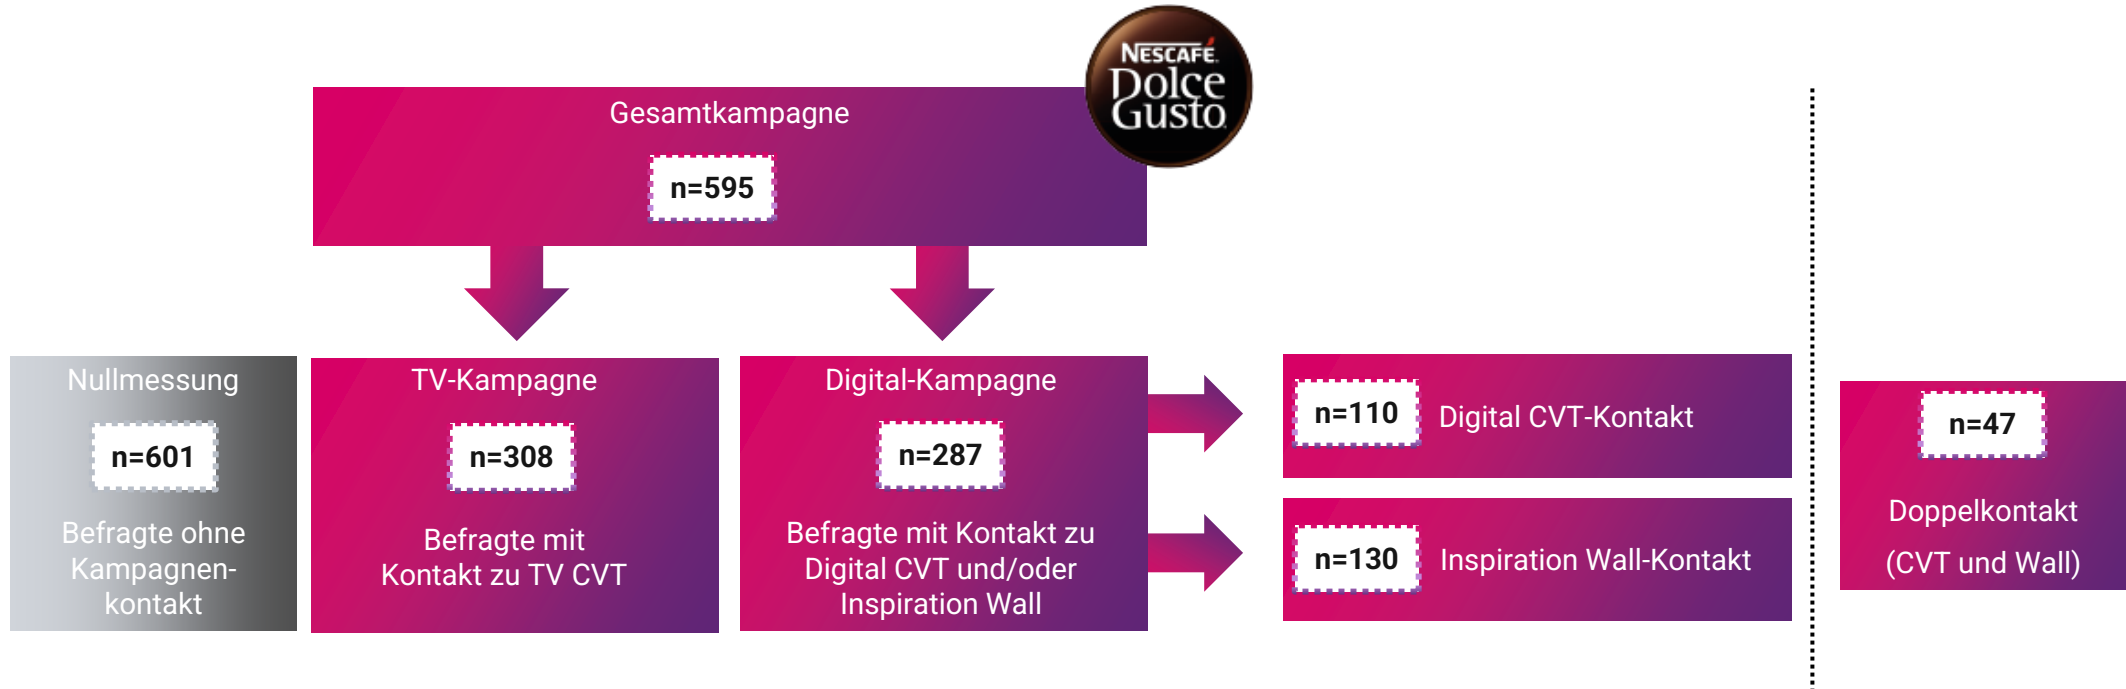 NESCAFÉ.
Dolce
Gusto
Gesamtkampagne
n=595
Nullmessung
n=601
Befragte ohne
Kampagnen-
kontakt
TV-Kampagne
n=308
Befragte mit
Kontakt zu TV CVT
Digital-Kampagne
n=287
Befragte mit Kontakt zu
Digital CVT und/oder
Inspiration Wall
n=110 Digital CVT-Kontakt
n=130 Inspiration Wall-Kontakt
n=47
Doppelkontakt
(CVT und Wall)